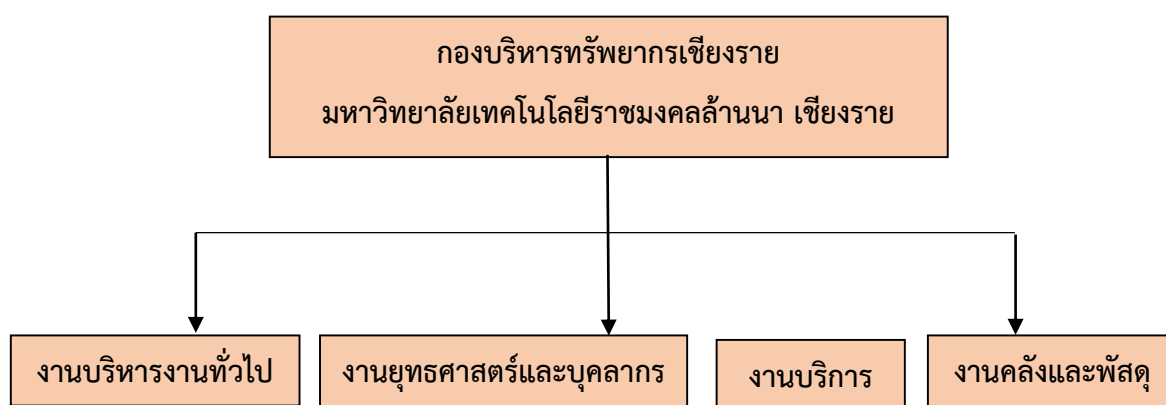 กองบริหารทรัพยากรเชียงราย
มหาวิทยาลัยเทคโนโลยีราชมงคลล้านนา เชียงราย
งานบริหารงานทั่วไป
งานยุทธศาสตร์และบุคลากร
งานบริการ
งานคลังและพัสดุ